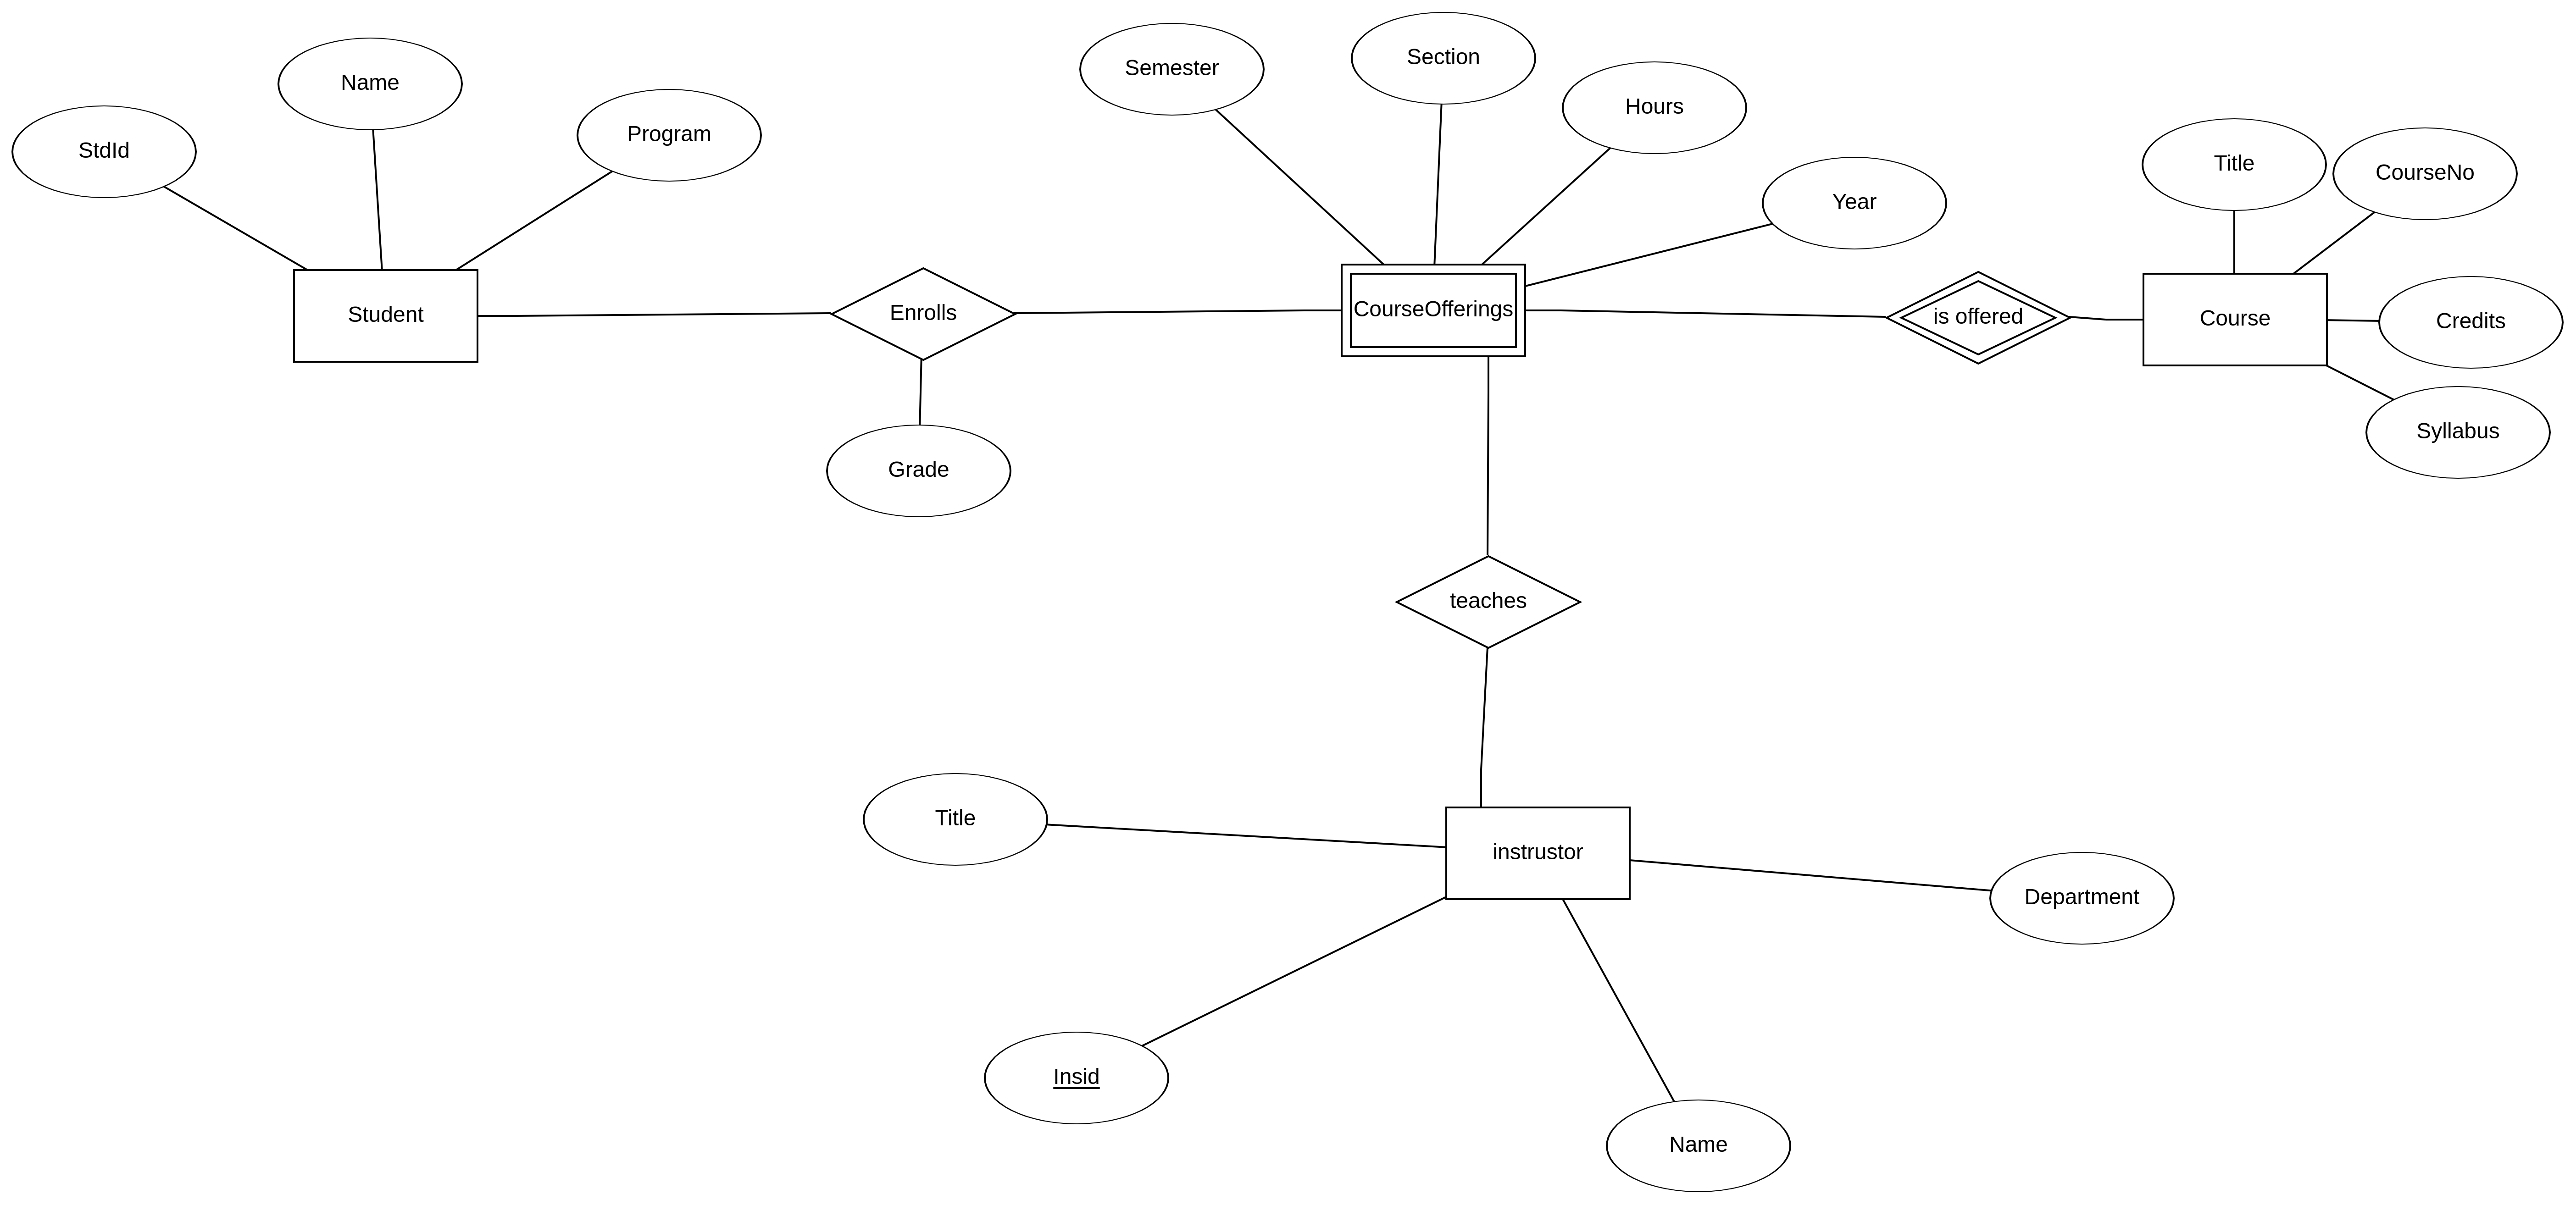 Section
Semester
Name
Hours
Program
StdId
Title
CourseNo
Year
CourseOfferings
Enrolls
Student
is offered
Course
Credits
Syllabus
Grade
teaches
Title
instrustor
Department
Insid
Name